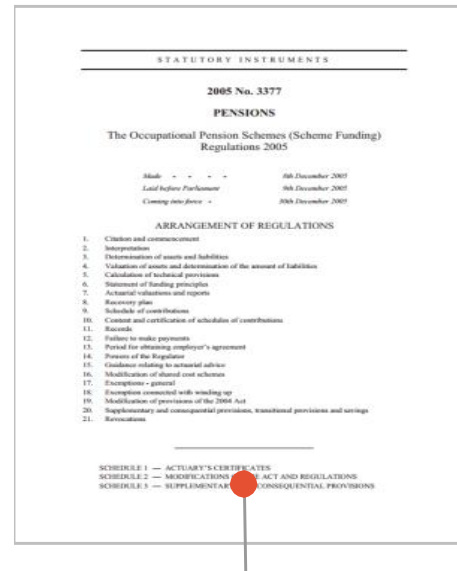 STATUTORY INSTRUMENTS
2005 No. 3377
PENSIONS
The Occupational Pension Schemes (Scheme Funding)
Regulations 2005
Made - - - - 6th December 2005
Laid before Parliament 9th December 2005
Coming into force - 30th December 2005
ARRANGEMENT OF REGULATIONS
1. Citation and commencement
2. Interpretation
3. Determination of assets and liabilities
4. Valuation of assets and determination of the amount of liabilities
5. Calculation of technical provisions
6. Statement of funding principles
7. Actuarial valuations and reports
8. Recovery plan
9. Schedule of contributions
10. Content and certification of schedules of contributions
11. Records
12. Failure to make payments
13. Period for obtaining employer's agreement
14. Powers of the Regulator
15. Guidance relating to actuarial advice
16. Modification of shared cost schemes
17. Exemptions - general
18. Exemption connected with winding up
19. Modification of provisions of the 2004 Act
20. Supplementary and consequential provisions, transitional provisions and savings
21. Revocations
SCHEDULE 1 — ACTUARY'S CERTIFICATES
SCHEDULE 2 — MODIFICATIONS ACT AND REGULATIONS
SCHEDULE 3 — SUPPLEMENTARY CONSEQUENTIAL PROVISIONS